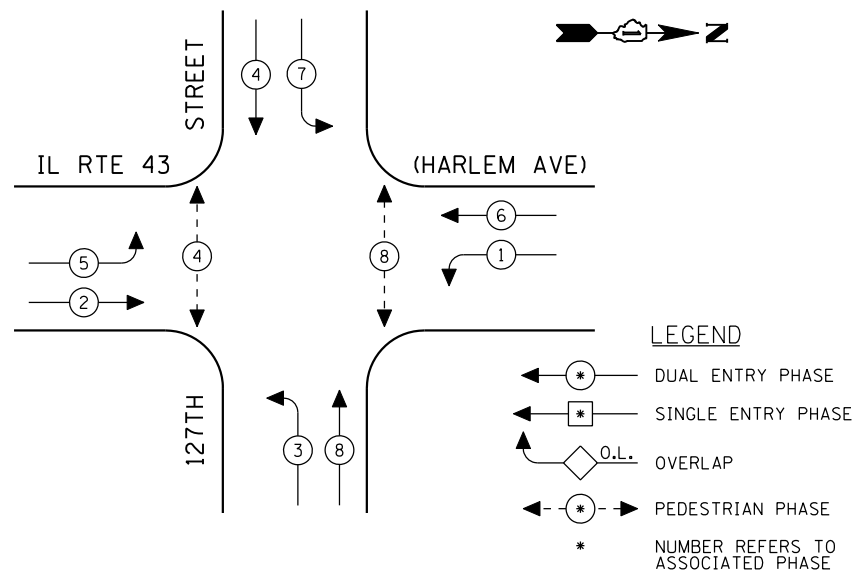 STREET
4
7
N
IL RTE 43
(HARLEM AVE)
6
5
4
8
1
2
127TH
3
8
LEGEND
* DUAL ENTRY PHASE
* SINGLE ENTRY PHASE
O.L.
OVERLAP
* PEDESTRIAN PHASE
* NUMBER REFERS TO
ASSOCIATED PHASE